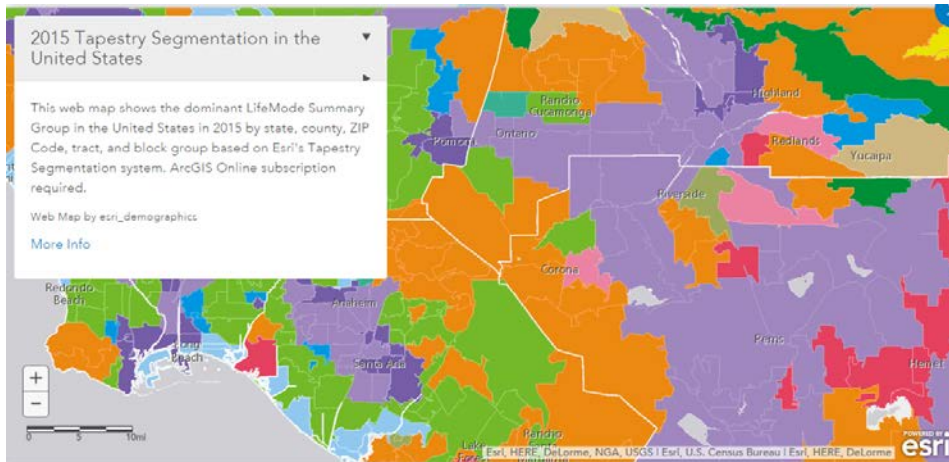 2015 Tapestry Segmentation in the
United States
This web map shows the dominant LifeMode Summary
Group in the United States in 2015 by state, county, ZIP
Code, tract, and block group based on Esri's Tapestry
Segmentation system. ArcGIS Online subscription
required.
Web Map by esri_demographics
More Info
Rancho
Cucamonga
Highland
Ontario
Pomona
Redlands
Yucaipa
Riverside
Corona
Redondo
Beach
Anaheim
Long
Beach
Santa Ana
Perris
Hemet
+
−
0 5 10mi
Lake
Rancho
Esri, HERE, DeLorme, NGA, USGS | Esri, U.S. Census Bureau | Esri, HERE, DeLorme
POWERED BY
esri